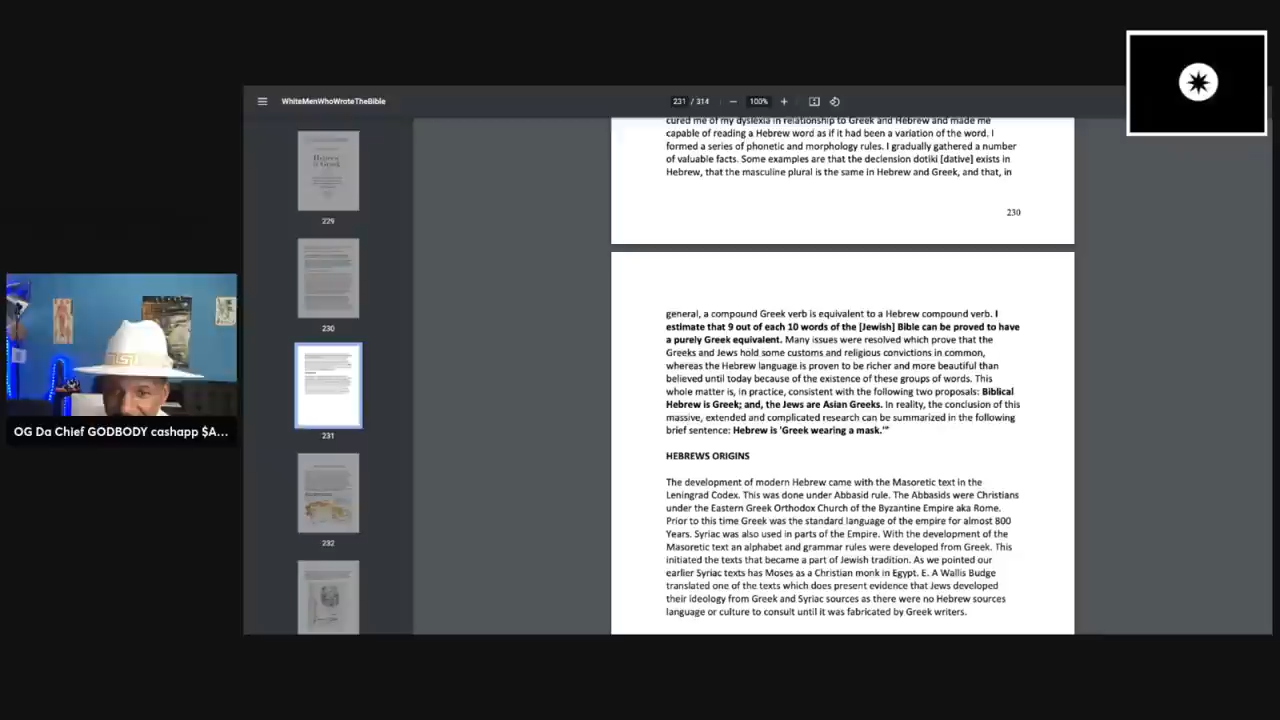 WhiteMenWhoWroteTheBible
231 / 314
100%
cured me of my dyslexia in relationship to Greek and Hebrew and made me
capable of reading a Hebrew word as if it had been a variation of the word. I
formed a series of phonetic and morphology rules. I gradually gathered a number
of valuable facts. Some examples are that the declension dotiki [dative] exists in
Hebrew, that the masculine plural is the same in Hebrew and Greek, and that, in
230
general, a compound Greek verb is equivalent to a Hebrew compound verb. I
estimate that 9 out of each 10 words of the [Jewish] Bible can be proved to have
a purely Greek equivalent. Many issues were resolved which prove that the
Greeks and Jews hold some customs and religious convictions in common,
whereas the Hebrew language is proven to be richer and more beautiful than
believed until today because of the existence of these groups of words. This
whole matter is, in practice, consistent with the following two proposals: Biblical
Hebrew is Greek; and, the Jews are Asian Greeks. In reality, the conclusion of this
massive, extended and complicated research can be summarized in the following
brief sentence: Hebrew is 'Greek wearing a mask.'"
HEBREWS ORIGINS
The development of modern Hebrew came with the Masoretic text in the
Leningrad Codex. This was done under Abbasid rule. The Abbasids were Christians
under the Eastern Greek Orthodox Church of the Byzantine Empire aka Rome.
Prior to this time Greek was the standard language of the empire for almost 800
Years. Syriac was also used in parts of the Empire. With the development of the
Masoretic text an alphabet and grammar rules were developed from Greek. This
initiated the texts that became a part of Jewish tradition. As we pointed our
earlier Syriac texts has Moses as a Christian monk in Egypt. E. A Wallis Budge
translated one of the texts which does present evidence that Jews developed
their ideology from Greek and Syriac sources as there were no Hebrew sources
language or culture to consult until it was fabricated by Greek writers.
Hebrew
is Greek
229
230
231
232
OG Da Chief GODBODY cashapp $A...